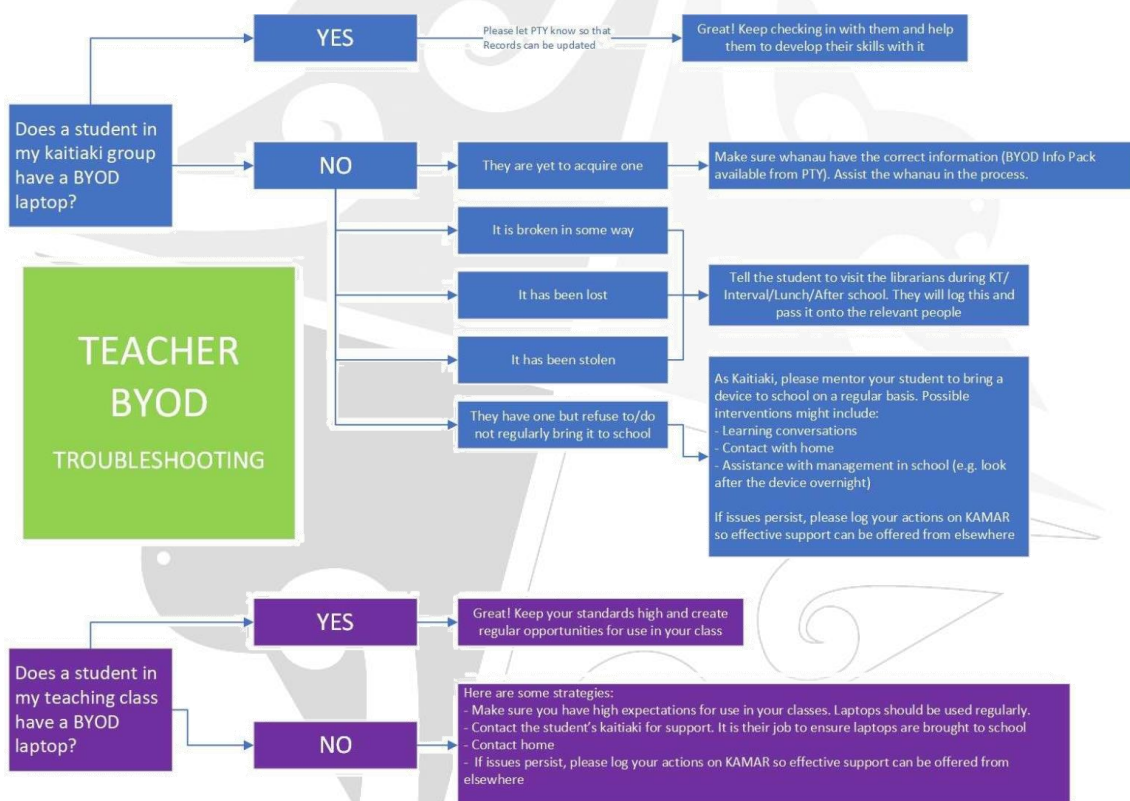 YES
Please let PTY know so that
Records can be updated
Great! Keep checking in with them and help
them to develop their skills with it
Does a student in
my kaitiaki group
have a BYOD
laptop?
NO
They are yet to acquire one
Make sure whanau have the correct information (BYOD Info Pack
available from PTY). Assist the whanau in the process.
It is broken in some way
It has been lost
It has been stolen
Tell the student to visit the librarians during KT/
Interval/Lunch/After school. They will log this and
pass it onto the relevant people
They have one but refuse to/do
not regularly bring it to school
As Kaitiaki, please mentor your student to bring a
device to school on a regular basis. Possible
interventions might include:
- Learning conversations
- Contact with home
- Assistance with management in school (e.g. look
after the device overnight)
If issues persist, please log your actions on KAMAR
so effective support can be offered from elsewhere
TEACHER
BYOD
TROUBLESHOOTING
Does a student in
my teaching class
have a BYOD
laptop?
YES
Great! Keep your standards high and create
regular opportunities for use in your class
NO
Here are some strategies:
- Make sure you have high expectations for use in your classes. Laptops should be used regularly.
- Contact the student's kaitiaki for support. It is their job to ensure laptops are brought to school
- Contact home
- If issues persist, please log your actions on KAMAR so effective support can be offered from
elsewhere